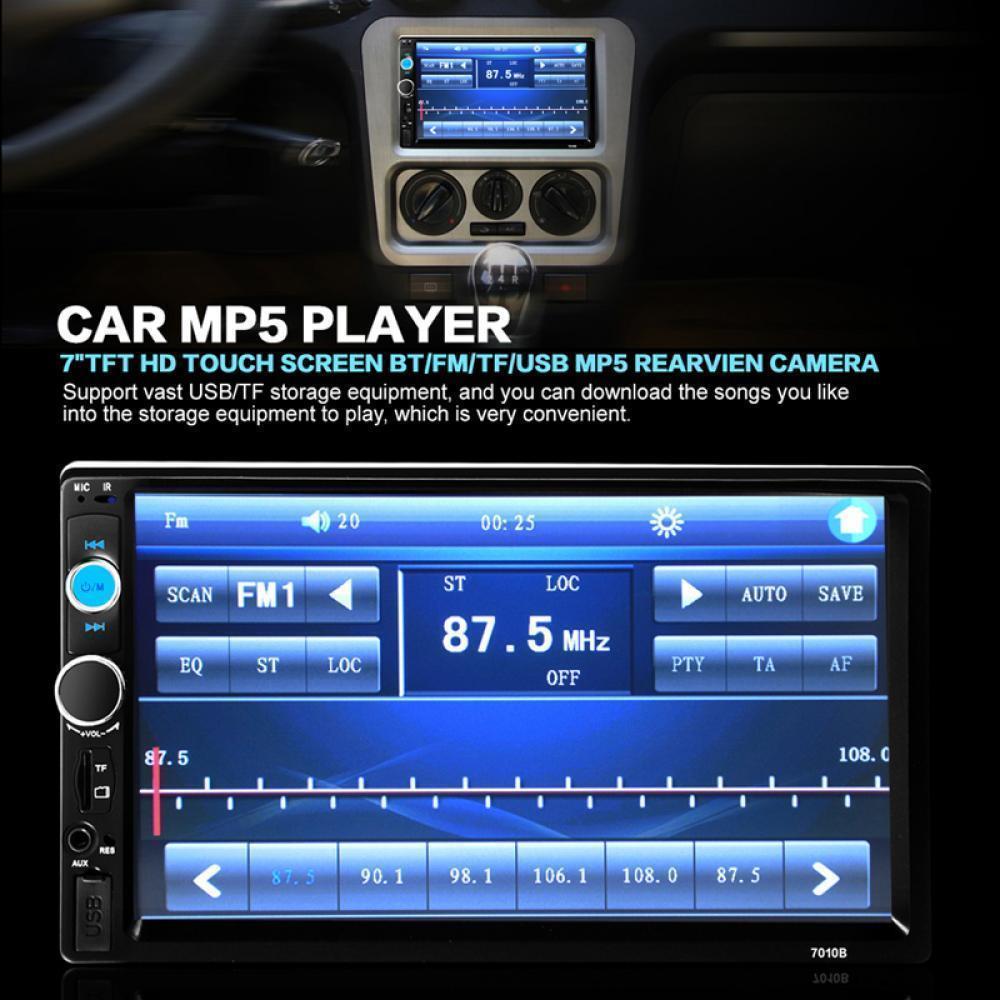 FM1
87.5 MHz
CAR MP5 PLAYER
7"TFT HD TOUCH SCREEN BT/FM/TF/USB MP5 REARVIEN CAMERA
Support vast USB/TF storage equipment, and you can download the songs you like
into the storage equipment to play, which is very convenient.
MIC IR
Fm 20 00:25
SCAN FM1 ST LOC AUTO SAVE
⏻/M
87.5 MHz
EQ ST LOC OFF PTY TA AF
+VOL-
87.5 108.0
TF
AUX RES
87.5 90.1 98.1 106.1 108.0 87.5
USB
7010B